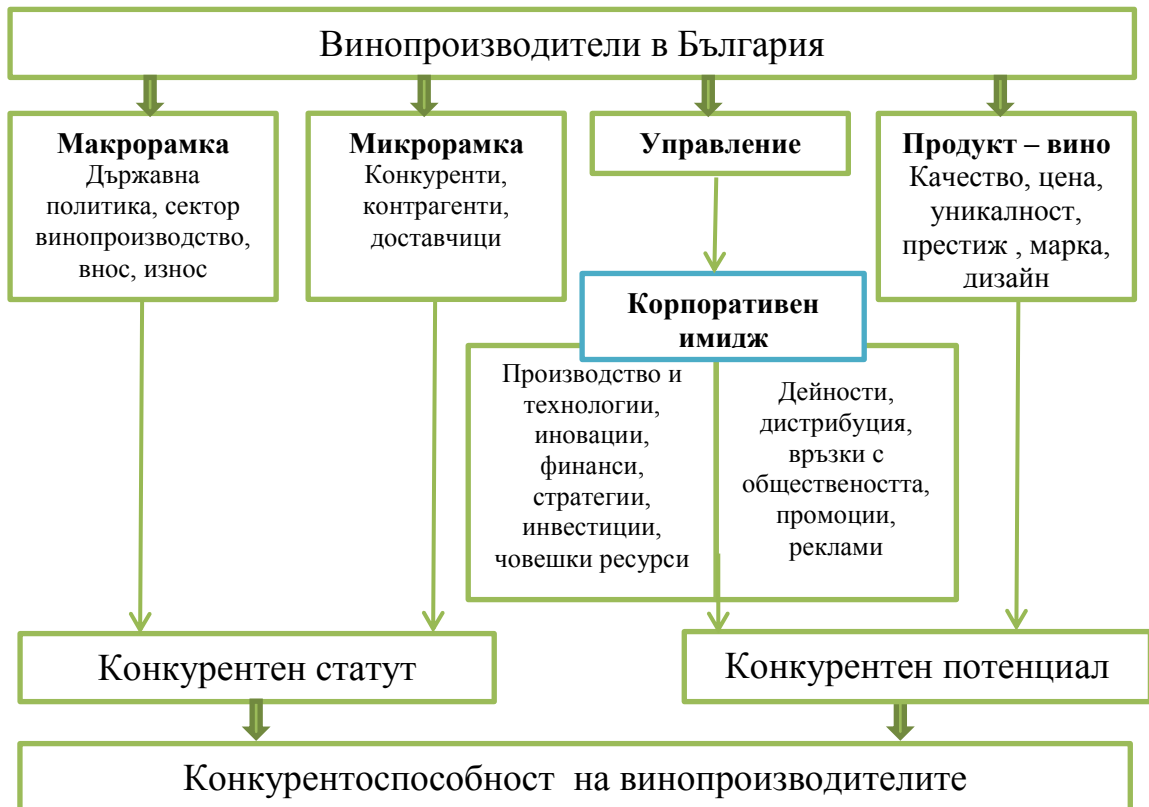 Винопроизводители в България
Макрорамка
Държавна
политика, сектор
винопроизводство,
внос, износ
Микрорамка
Конкуренти,
контрагенти,
доставчици
Управление
Продукт – вино
Качество, цена,
уникалност,
престиж , марка,
дизайн
Корпоративен
имидж
Производство и
технологии,
иновации,
финанси,
стратегии,
инвестиции,
човешки ресурси
Дейности,
дистрибуция,
връзки с
обществеността,
промоции,
реклами
Конкурентен статут
Конкурентен потенциал
Конкурентоспособност на винопроизводителите